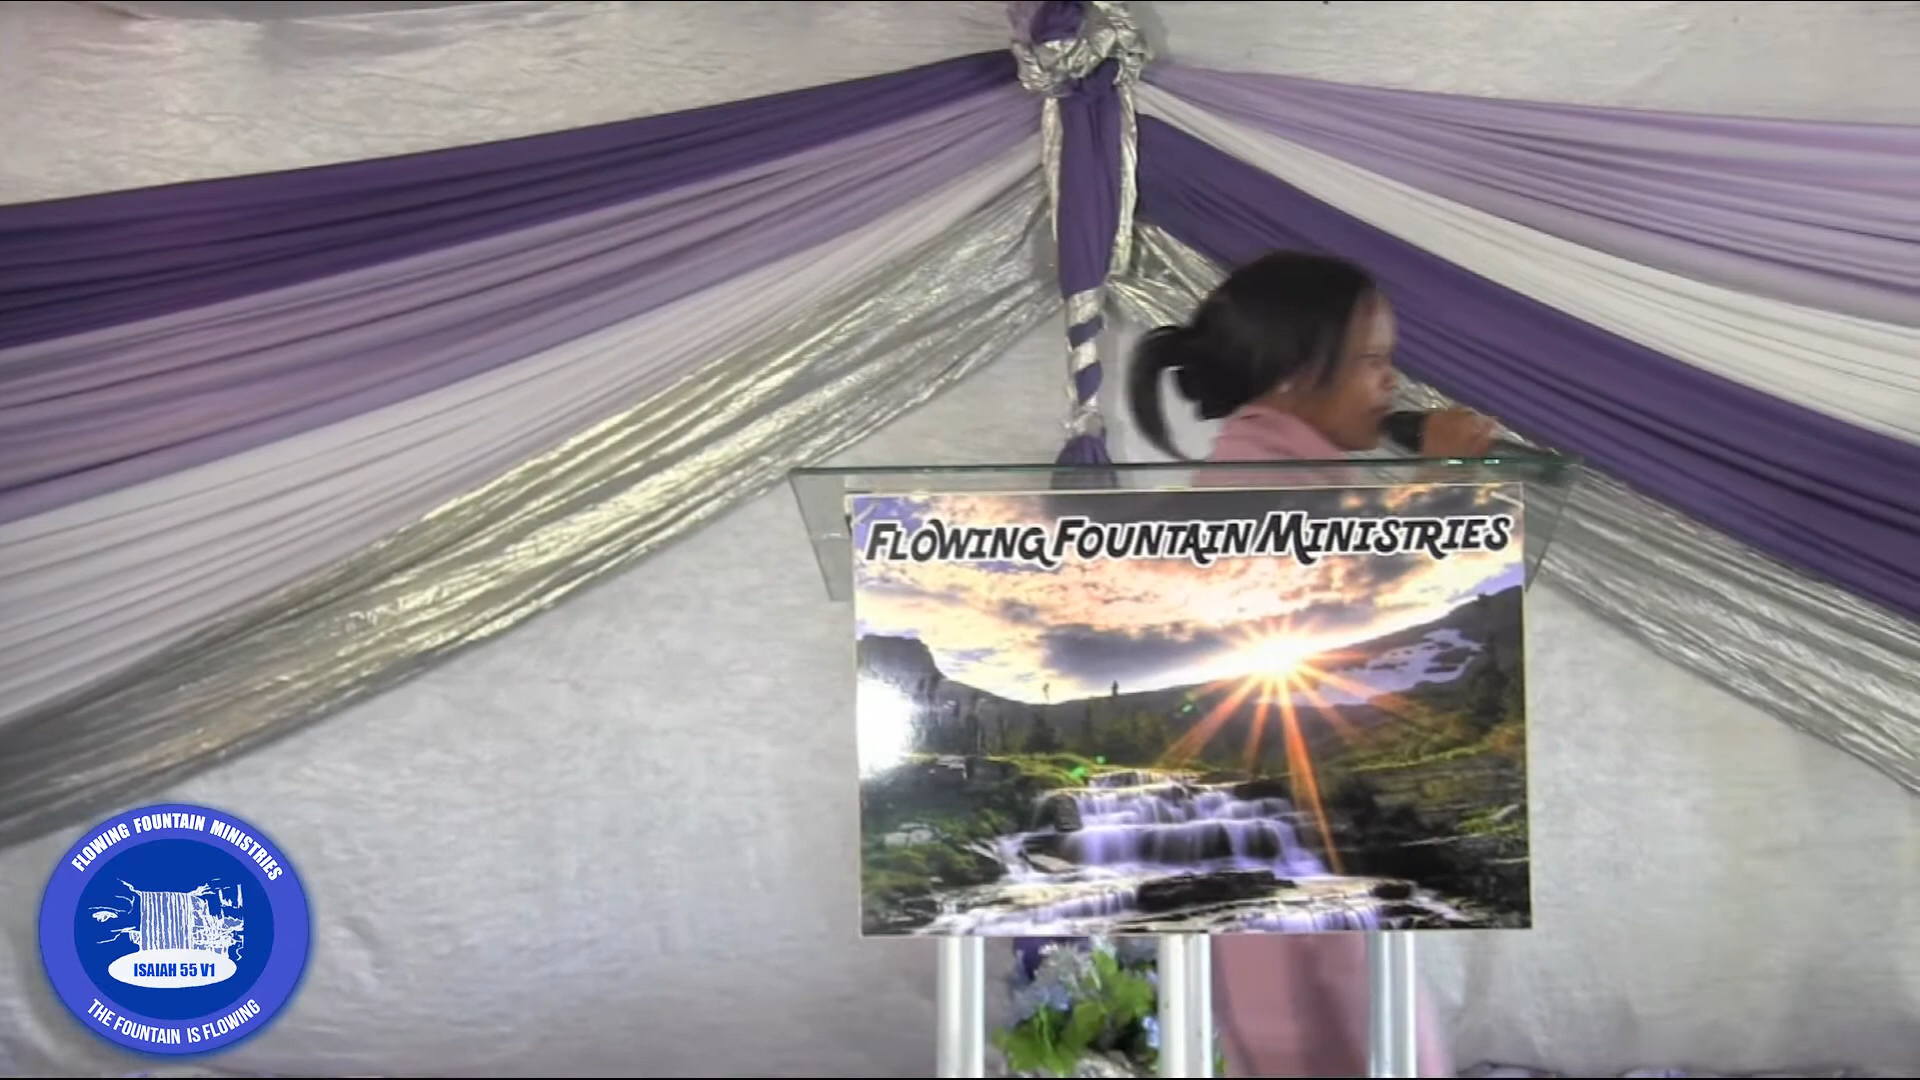 Flowing Fountain Ministries
FLOWING FOUNTAIN MINISTRIES
ISAIAH 55 V1
THE FOUNTAIN IS FLOWING